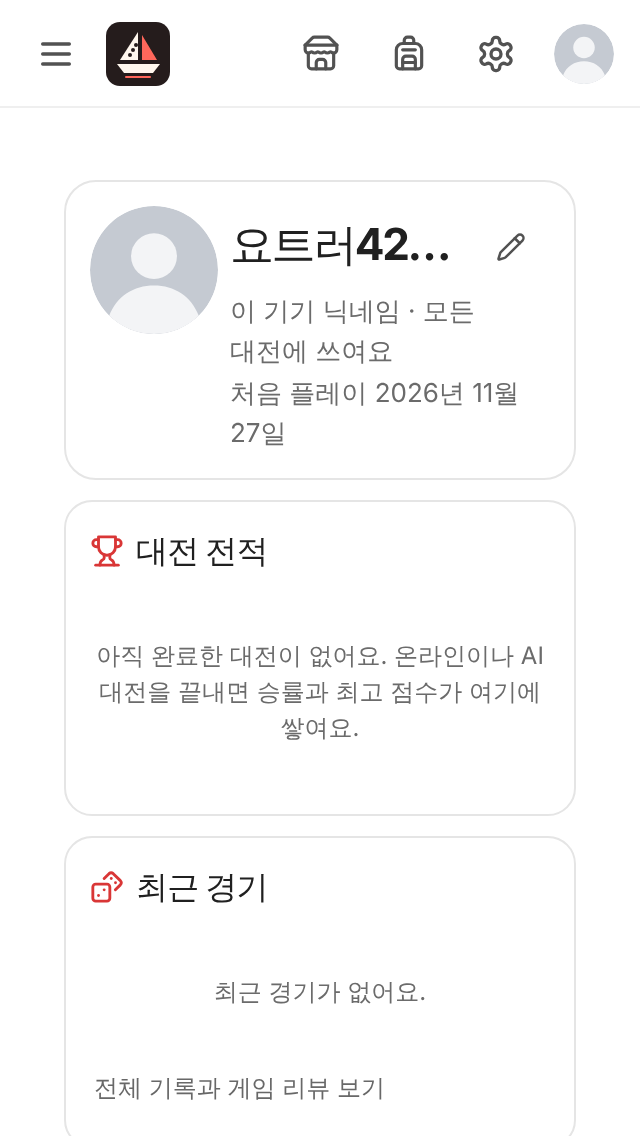 요트러42...
이 기기 닉네임 · 모든
대전에 쓰여요
처음 플레이 2026년 11월
27일
대전 전적
아직 완료한 대전이 없어요. 온라인이나 AI
대전을 끝내면 승률과 최고 점수가 여기에
쌓여요.
최근 경기
최근 경기가 없어요.
전체 기록과 게임 리뷰 보기